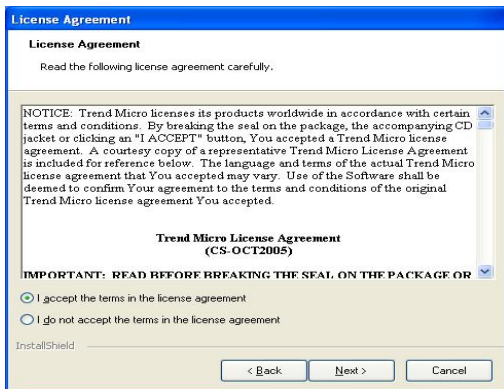 License Agreement
License Agreement
Read the following license agreement carefully.
NOTICE: Trend Micro licenses its products worldwide in accordance with certain
terms and conditions. By breaking the seal on the package, the accompanying CD
jacket or clicking an "I ACCEPT" button, You accepted a Trend Micro license
agreement. A courtesy copy of a representative Trend Micro License Agreement
is included for reference below. The language and terms of the actual Trend Micro
license agreement that You accepted may vary. Use of the Software shall be
deemed to confirm Your agreement to the terms and conditions of the original
Trend Micro license agreement You accepted.
Trend Micro License Agreement
(CS-OCT2005)
IMPORTANT: READ BEFORE BREAKING THE SEAL ON THE PACKAGE OR
I accept the terms in the license agreement
I do not accept the terms in the license agreement
InstallShield
< Back Next > Cancel